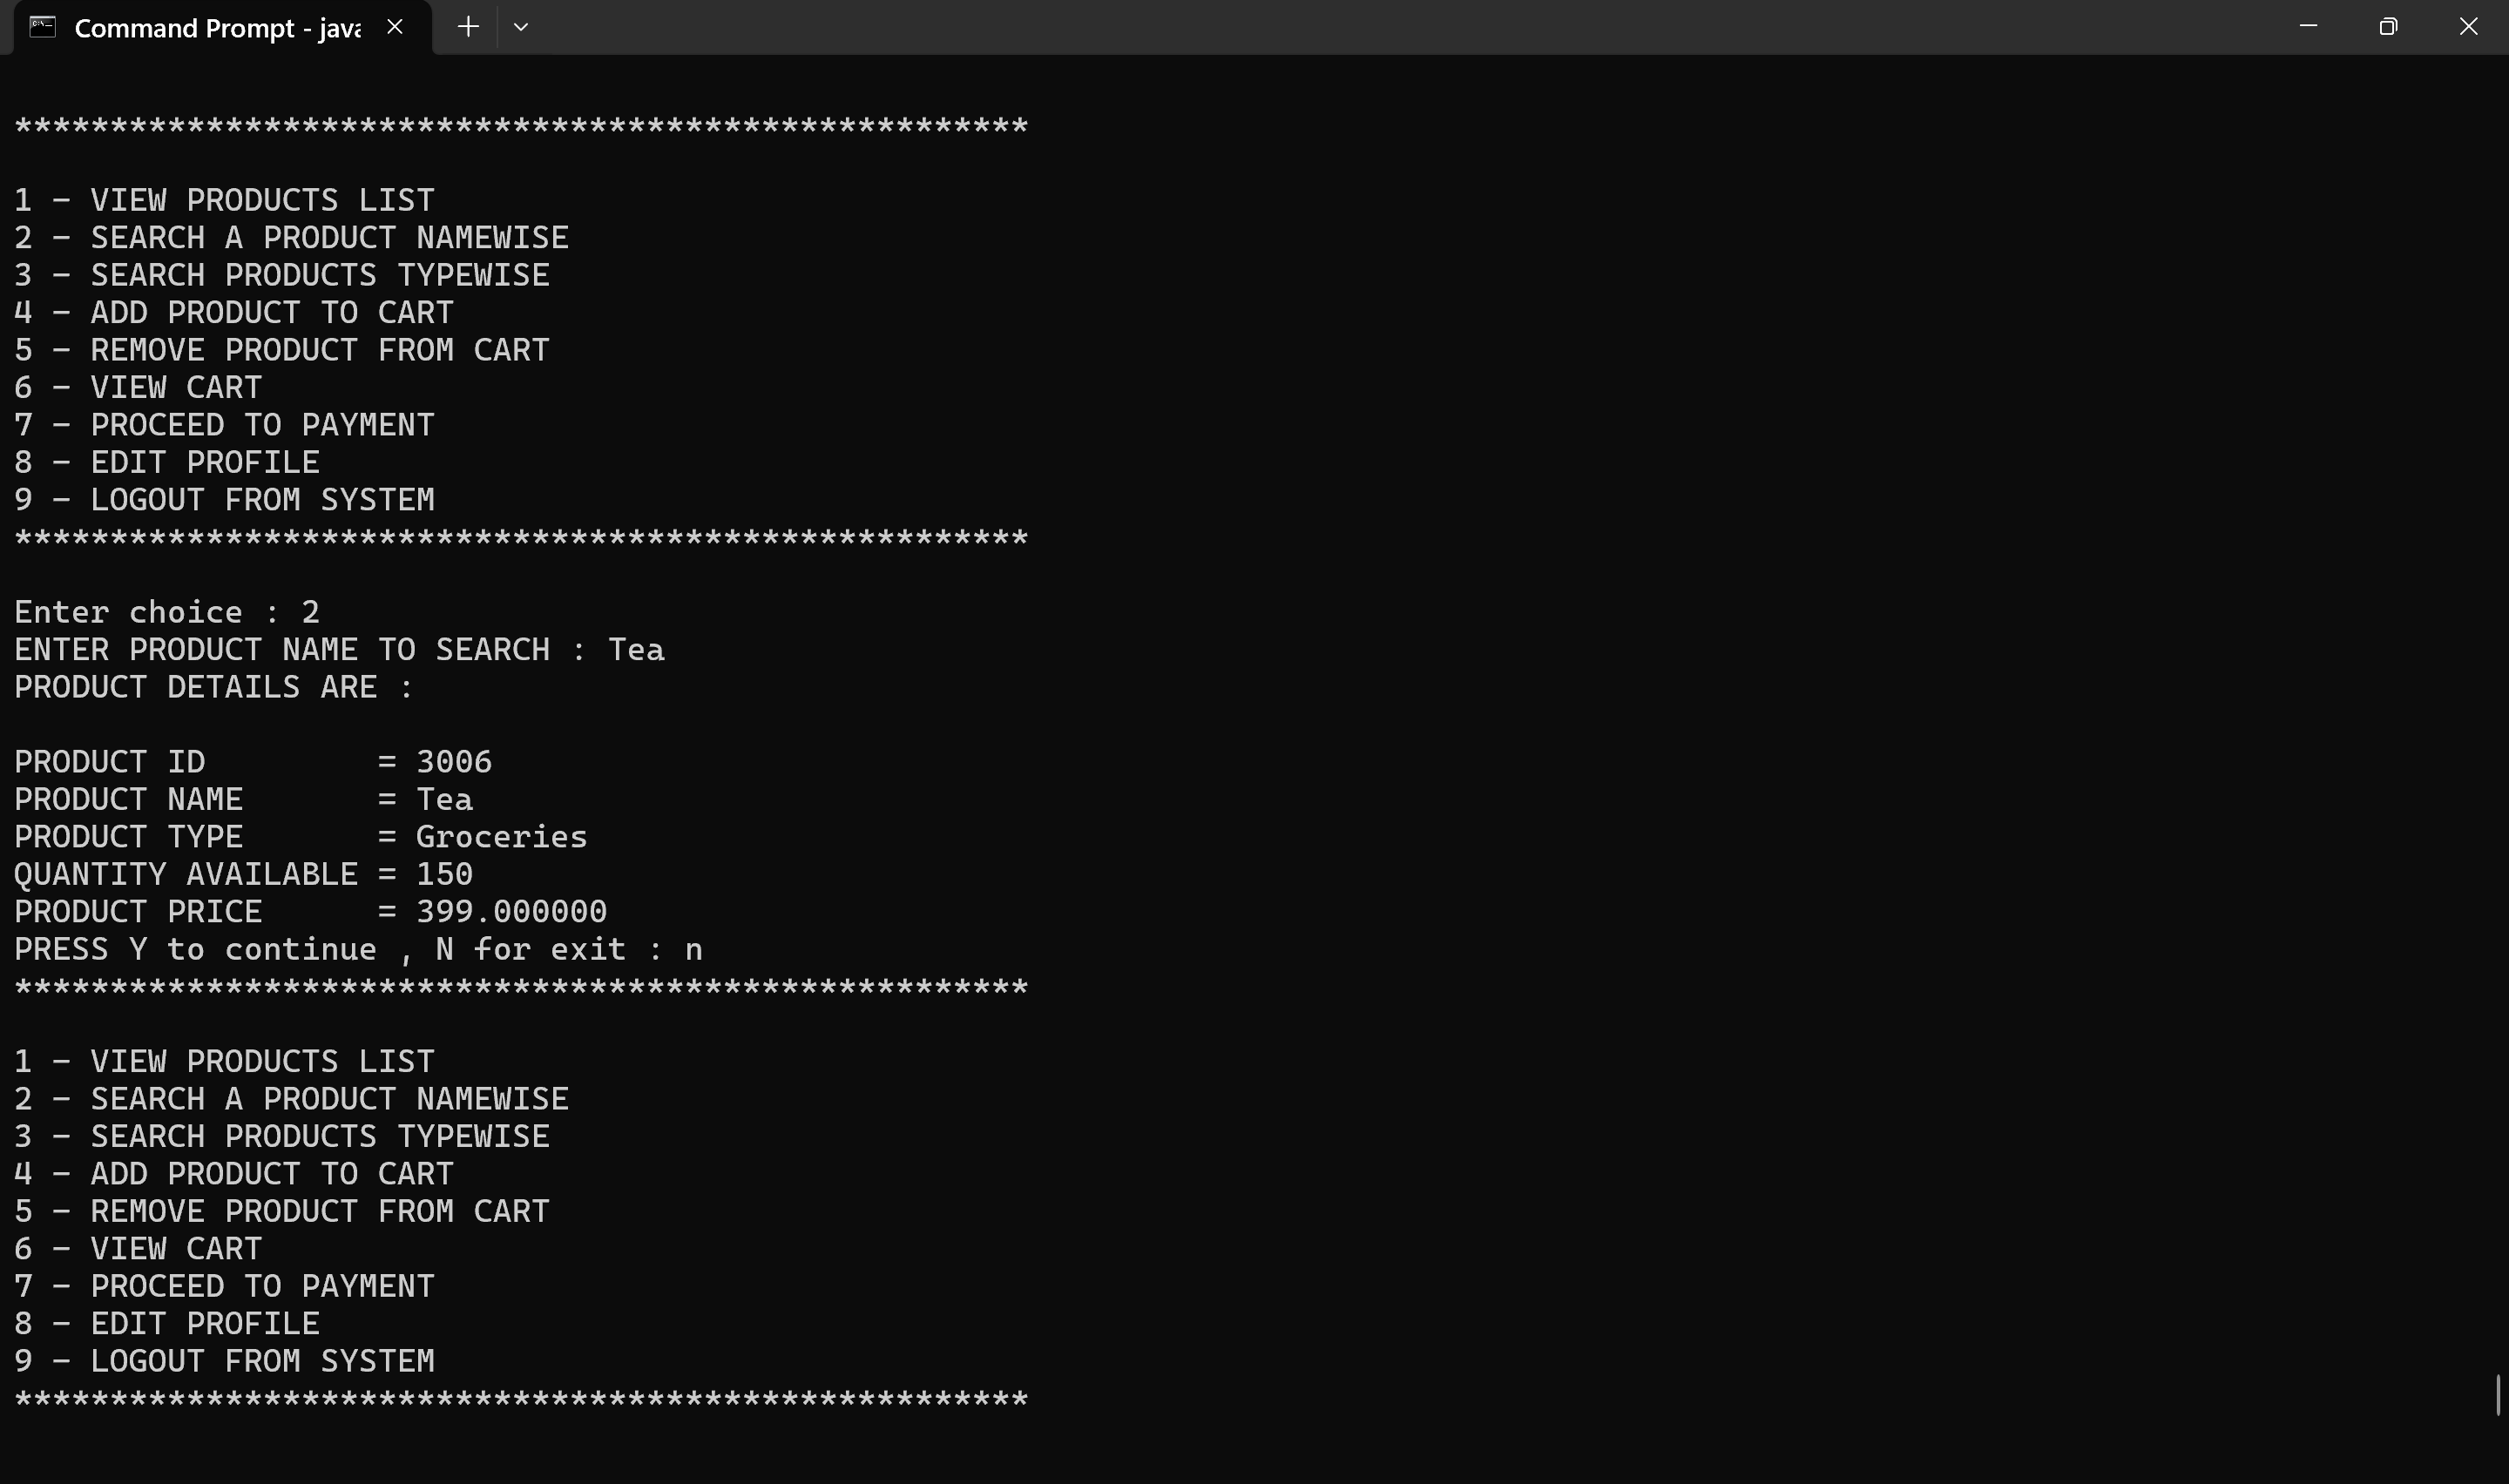 Command Prompt - java
*****************************************************
1 - VIEW PRODUCTS LIST
2 - SEARCH A PRODUCT NAMEWISE
3 - SEARCH PRODUCTS TYPEWISE
4 - ADD PRODUCT TO CART
5 - REMOVE PRODUCT FROM CART
6 - VIEW CART
7 - PROCEED TO PAYMENT
8 - EDIT PROFILE
9 - LOGOUT FROM SYSTEM
*****************************************************
Enter choice : 2
ENTER PRODUCT NAME TO SEARCH : Tea
PRODUCT DETAILS ARE :
PRODUCT ID         = 3006
PRODUCT NAME       = Tea
PRODUCT TYPE       = Groceries
QUANTITY AVAILABLE = 150
PRODUCT PRICE      = 399.000000
PRESS Y to continue , N for exit : n
*****************************************************
1 - VIEW PRODUCTS LIST
2 - SEARCH A PRODUCT NAMEWISE
3 - SEARCH PRODUCTS TYPEWISE
4 - ADD PRODUCT TO CART
5 - REMOVE PRODUCT FROM CART
6 - VIEW CART
7 - PROCEED TO PAYMENT
8 - EDIT PROFILE
9 - LOGOUT FROM SYSTEM
*****************************************************